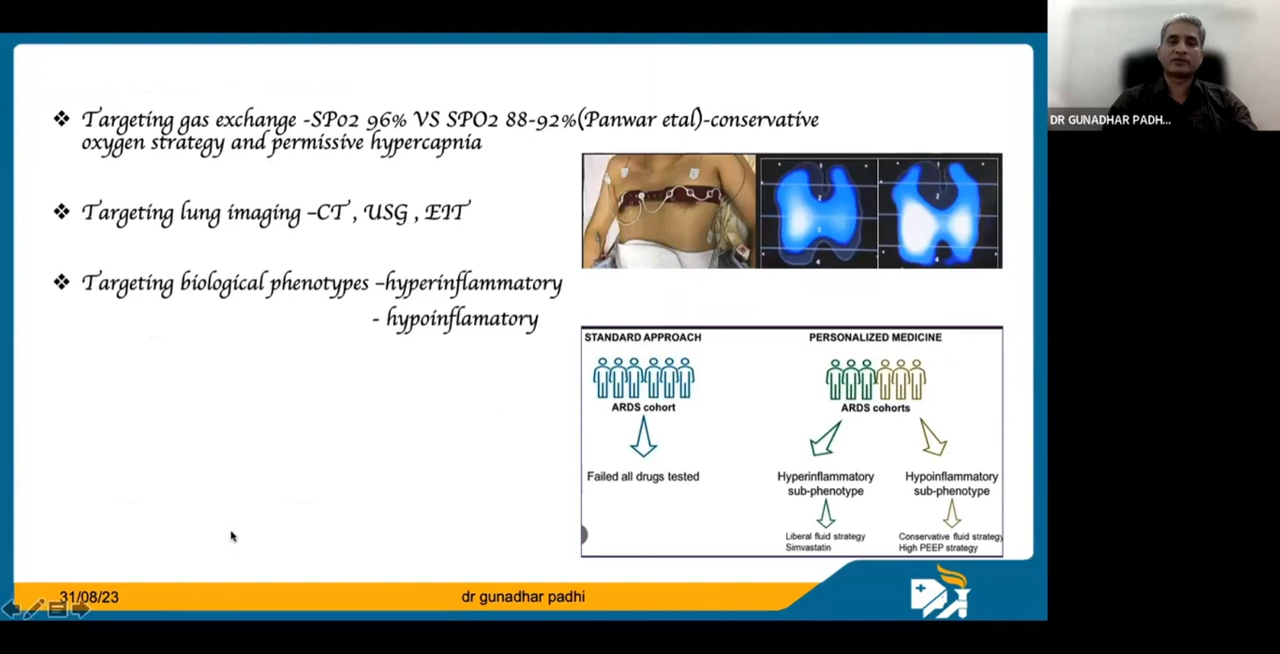 DR GUNADHAR PADH...
❖ Targeting gas exchange -SPo2 96% VS SPO2 88-92%(Panwar etal)-conservative
oxygen strategy and permissive hypercapnia
❖ Targeting lung imaging –CT , USG , EIT
❖ Targeting biological phenotypes –hyperinflammatory
- hypoinflamatory
STANDARD APPROACH
ARDS cohort
Failed all drugs tested
PERSONALIZED MEDICINE
ARDS cohorts
Hyperinflammatory
sub-phenotype
Liberal fluid strategy
Simvastatin
Hypoinflammatory
sub-phenotype
Conservative fluid strategy
High PEEP strategy
31/08/23
dr gunadhar padhi